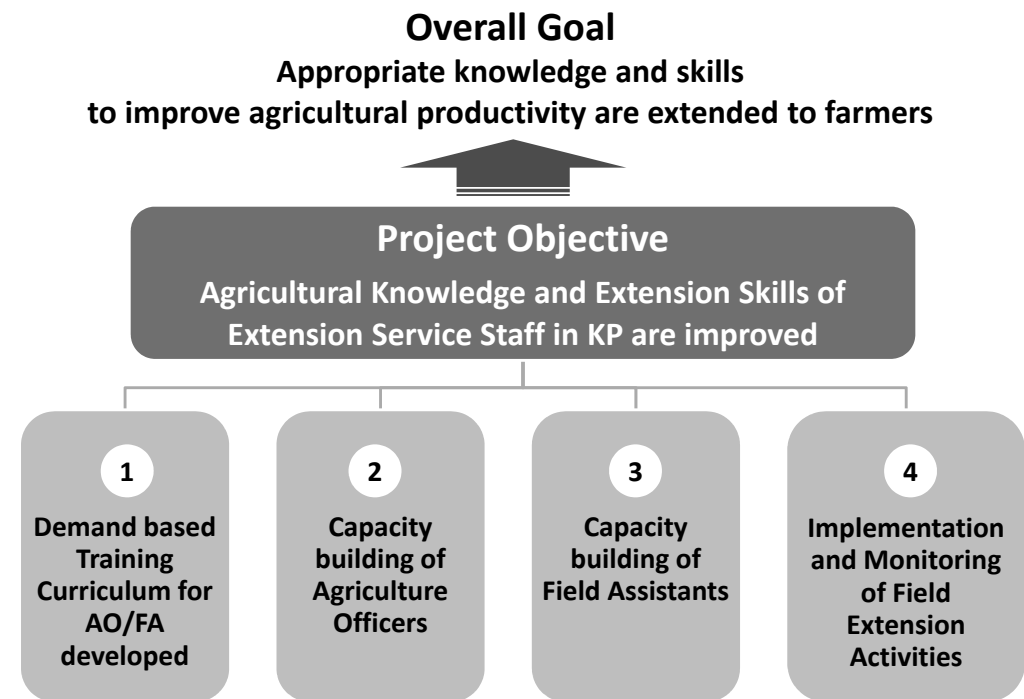 Overall Goal
Appropriate knowledge and skills
to improve agricultural productivity are extended to farmers
Project Objective
Agricultural Knowledge and Extension Skills of
Extension Service Staff in KP are improved
1
Demand based
Training
Curriculum for
AO/FA
developed
2
Capacity
building of
Agriculture
Officers
3
Capacity
building of
Field Assistants
4
Implementation
and Monitoring
of Field
Extension
Activities